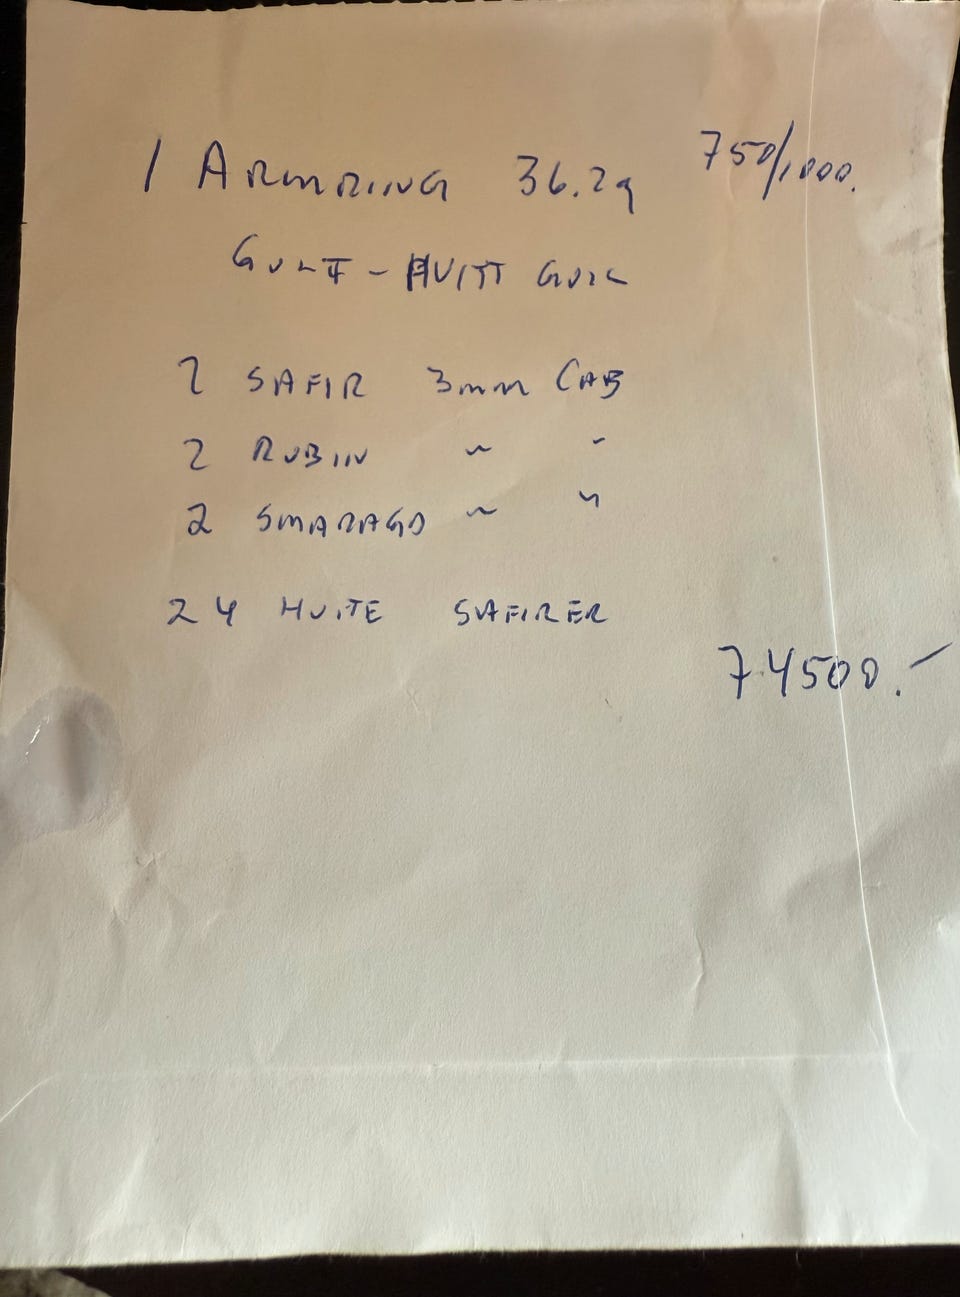 1 ARMRING 36.2g 750/1000.
GULT - HVITT GULL
2 SAFIR 3mm CAB
2 RUBIN " "
2 SMARAGD " "
24 HVITE SAFIRER
74500.-